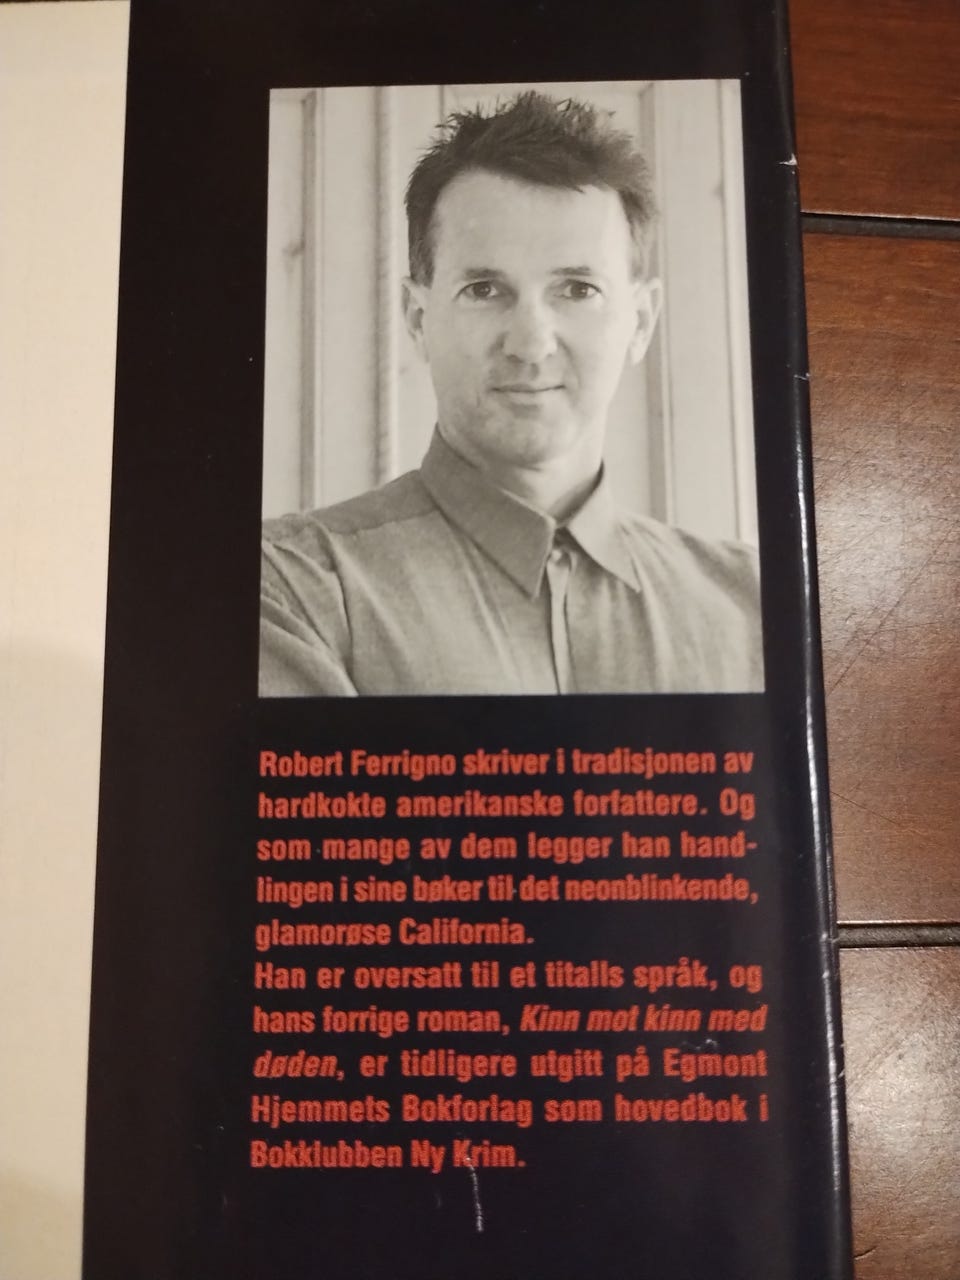 Robert Ferrigno skriver i tradisjonen av
hardkokte amerikanske forfattere. Og
som mange av dem legger han hand-
lingen i sine bøker til det neonblinkende,
glamorøse California.
Han er oversatt til et titalls språk, og
hans forrige roman, Kinn mot kinn med
døden, er tidligere utgitt på Egmont
Hjemmets Bokforlag som hovedbok i
Bokklubben Ny Krim.